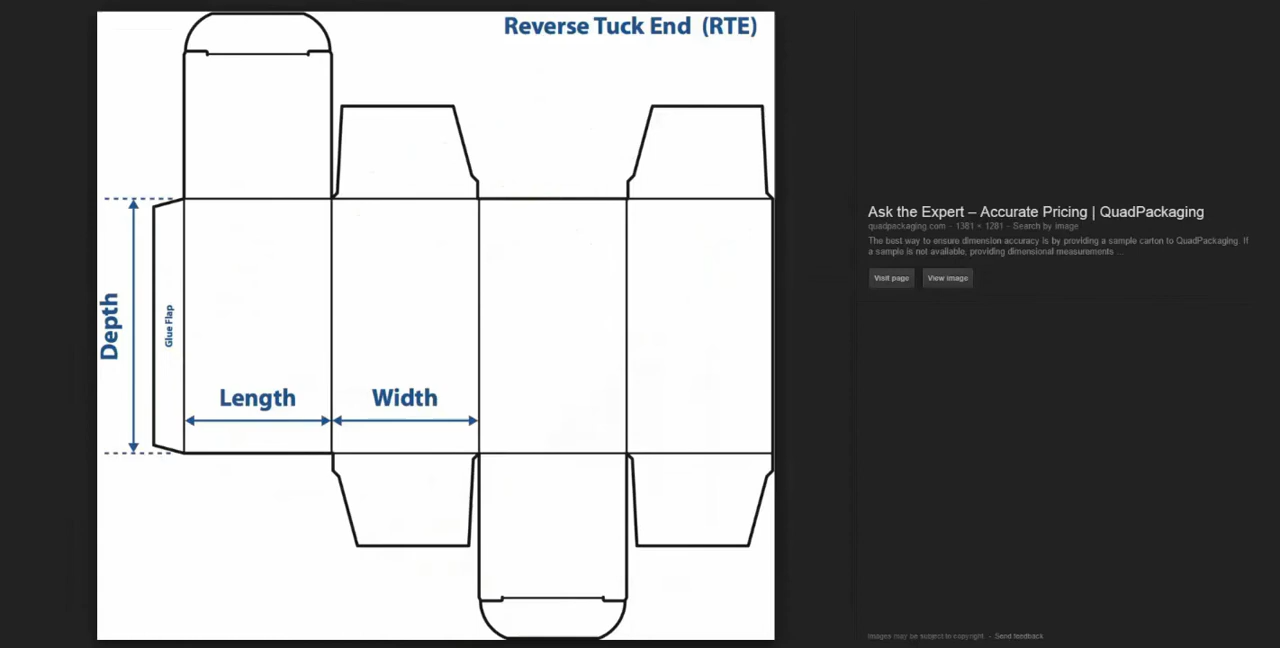 Reverse Tuck End (RTE)
Depth
Glue Flap
Length
Width
Ask the Expert – Accurate Pricing | QuadPackaging
quadpackaging.com - 1381 × 1281 - Search by image
The best way to ensure dimension accuracy is by providing a sample carton to QuadPackaging. If
a sample is not available, providing dimensional measurements ...
Visit page
View image
Images may be subject to copyright. - Send feedback